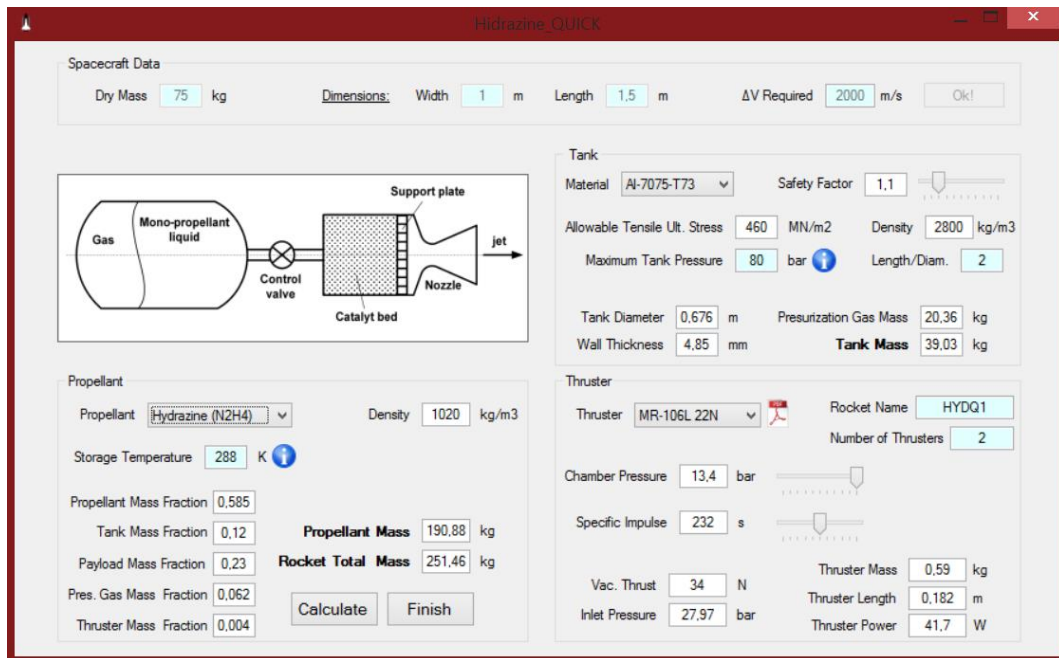 Hidrazine_QUICK
Spacecraft Data
Dry Mass 75 kg Dimensions: Width 1 m Length 1,5 m ΔV Required 2000 m/s Ok!
Gas
Mono-propellant
liquid
Control
valve
Support plate
Catalyt bed
Nozzle
jet
Tank
Material Al-7075-T73 Safety Factor 1,1
Allowable Tensile Ult. Stress 460 MN/m2 Density 2800 kg/m3
Maximum Tank Pressure 80 bar Length/Diam. 2
Tank Diameter 0,676 m Presurization Gas Mass 20,36 kg
Wall Thickness 4,85 mm Tank Mass 39,03 kg
Propellant
Propellant Hydrazine (N2H4) Density 1020 kg/m3
Storage Temperature 288 K
Propellant Mass Fraction 0,585
Tank Mass Fraction 0,12 Propellant Mass 190,88 kg
Payload Mass Fraction 0,23 Rocket Total Mass 251,46 kg
Pres. Gas Mass Fraction 0,062
Thruster Mass Fraction 0,004
Calculate Finish
Thruster
Thruster MR-106L 22N PDF Rocket Name HYDQ1
Number of Thrusters 2
Chamber Pressure 13,4 bar
Specific Impulse 232 s
Vac. Thrust 34 N Thruster Mass 0,59 kg
Inlet Pressure 27,97 bar Thruster Length 0,182 m
Thruster Power 41,7 W